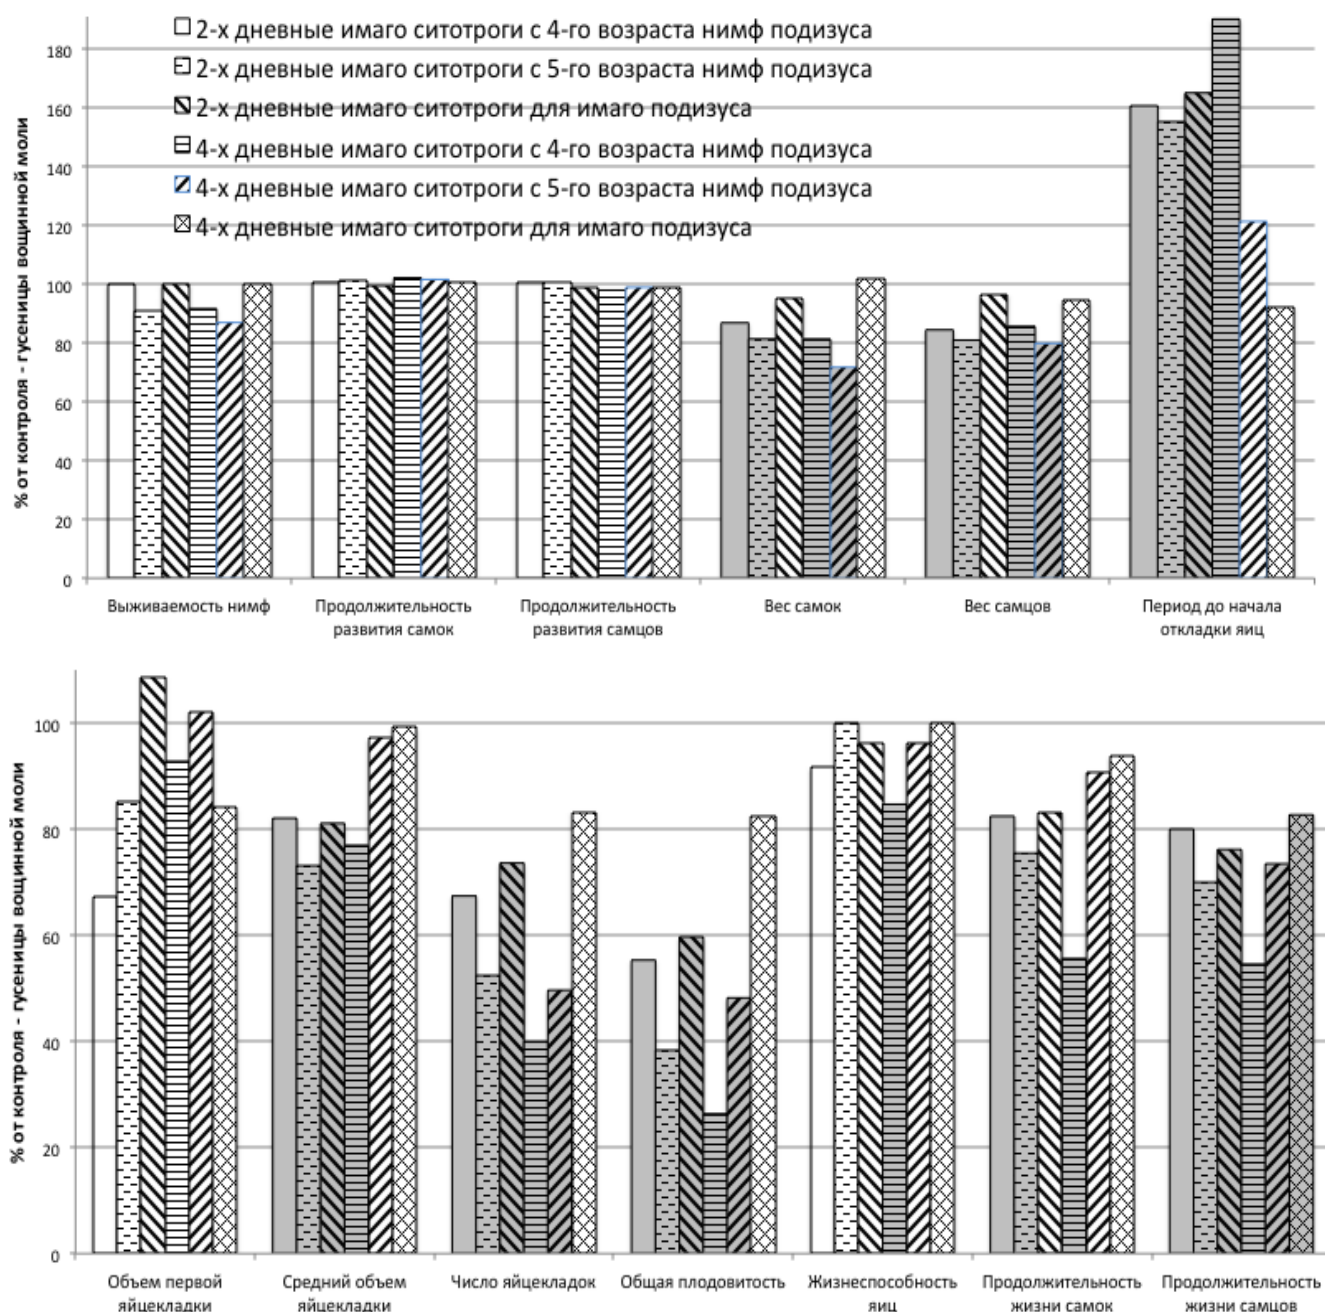 2-х дневные имаго ситотроги с 4-го возраста нимф подизуса
2-х дневные имаго ситотроги с 5-го возраста нимф подизуса
2-х дневные имаго ситотроги для имаго подизуса
4-х дневные имаго ситотроги с 4-го возраста нимф подизуса
4-х дневные имаго ситотроги с 5-го возраста нимф подизуса
4-х дневные имаго ситотроги для имаго подизуса
% от контроля - гусеницы вощинной моли
180
160
140
120
100
80
60
40
20
0
Выживаемость нимф
Продолжительность
развития самок
Продолжительность
развития самцов
Вес самок
Вес самцов
Период до начала
откладки яиц
% от контроля - гусеницы вощинной моли
100
80
60
40
20
0
Объем первой
яйцекладки
Средний объем
яйцекладки
Число яйцекладок
Общая плодовитость
Жизнеспособность
яиц
Продолжительность
жизни самок
Продолжительность
жизни самцов